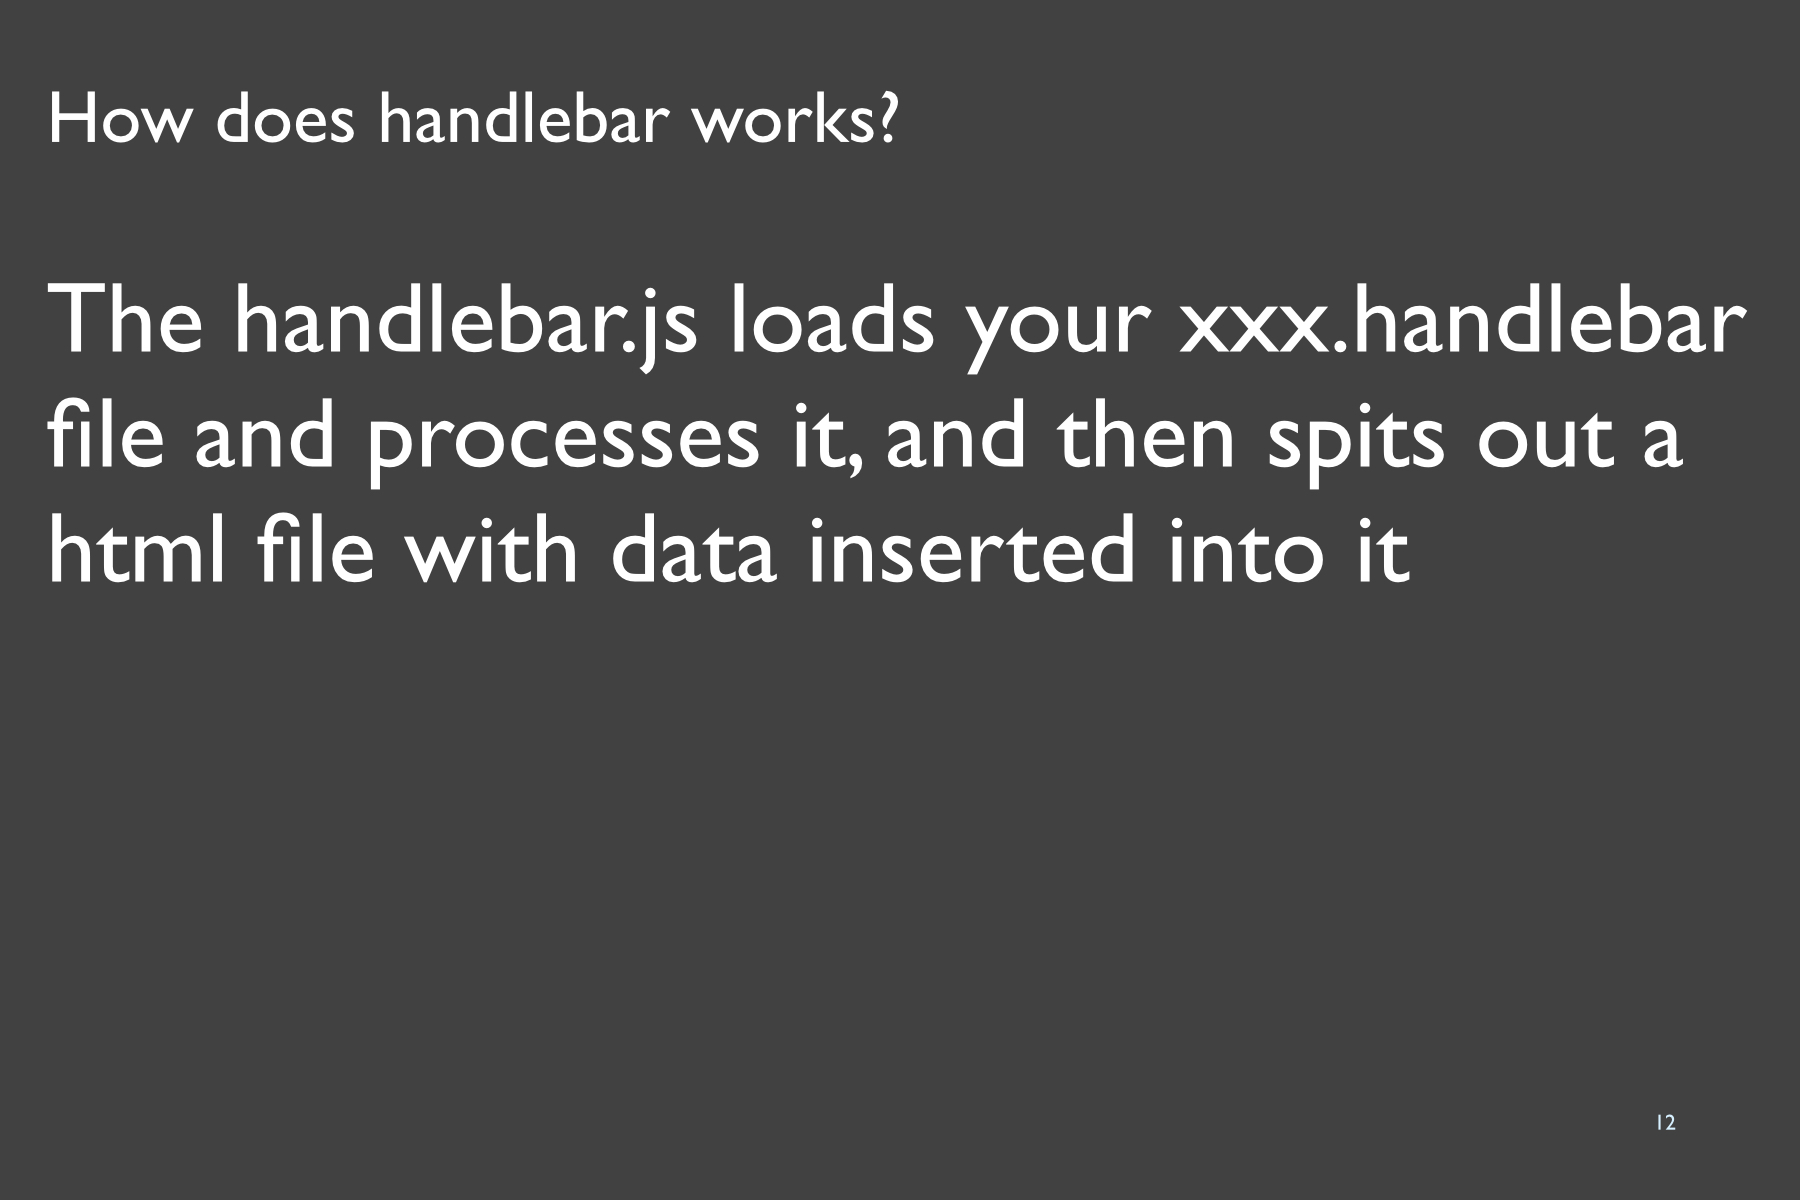 How does handlebar works?
The handlebar.js loads your xxx.handlebar
file and processes it, and then spits out a
html file with data inserted into it
12